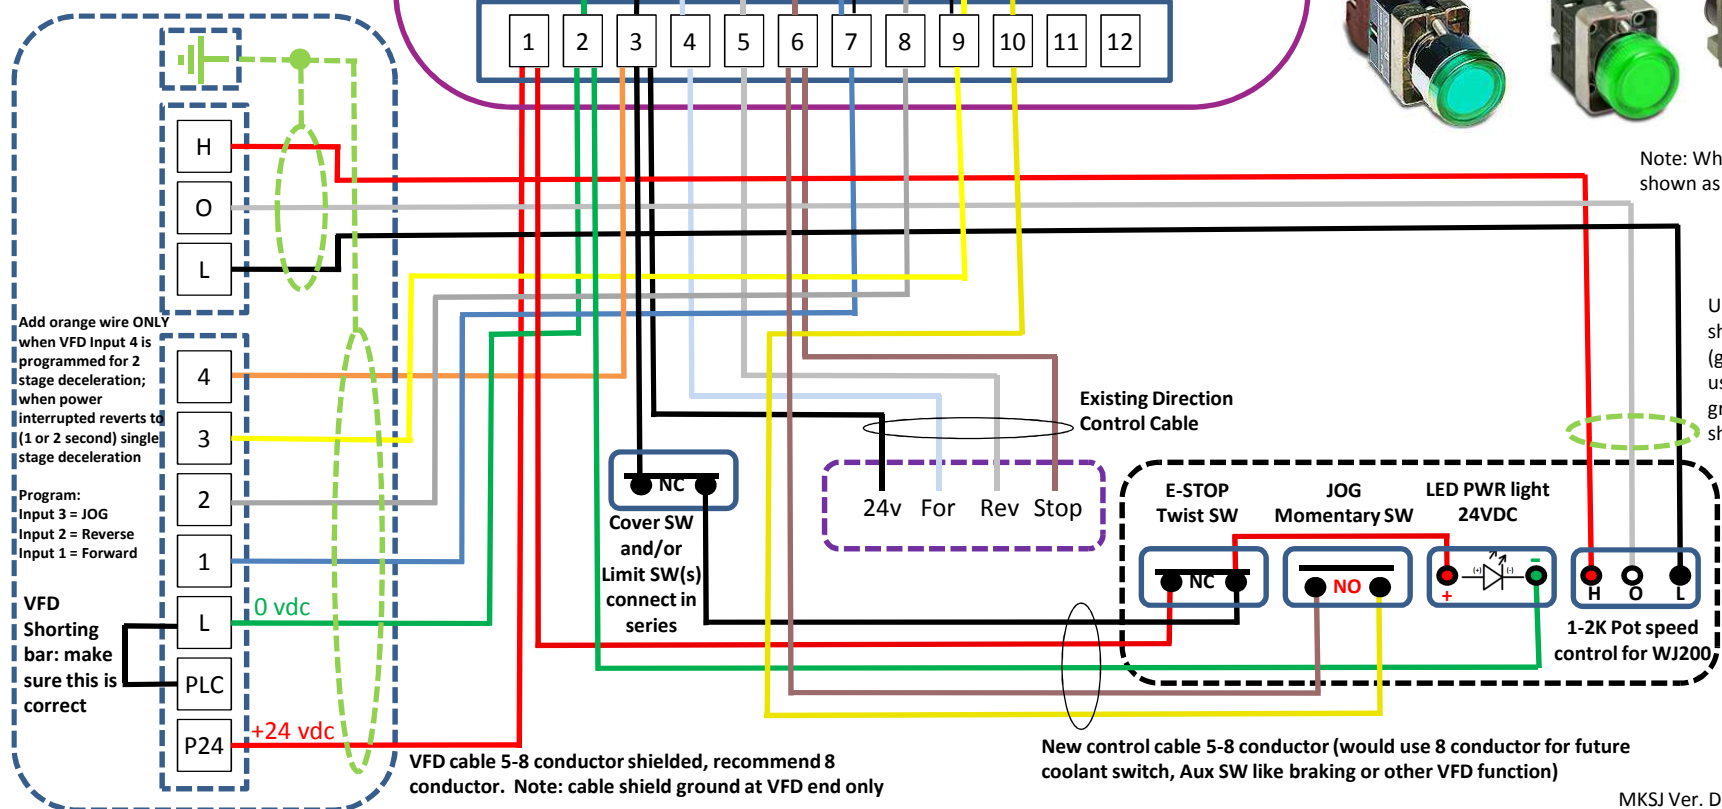 1 2 3 4 5 6 7 8 9 10 11 12
H
O
L
4
3
2
1
L
PLC
P24
0 vdc
+24 vdc
Add orange wire ONLY
when VFD Input 4 is
programmed for 2
stage deceleration;
when power
interrupted reverts to
(1 or 2 second) single
stage deceleration
Program:
Input 3 = JOG
Input 2 = Reverse
Input 1 = Forward
VFD
Shorting
bar: make
sure this is
correct
VFD cable 5-8 conductor shielded, recommend 8
conductor. Note: cable shield ground at VFD end only
NC
Cover SW
and/or
Limit SW(s)
connect in
series
Existing Direction
Control Cable
24v For Rev Stop
E-STOP
Twist SW
NC
JOG
Momentary SW
NO
LED PWR light
24VDC
(+) (-)
+ -
H O L
1-2K Pot speed
control for WJ200
New control cable 5-8 conductor (would use 8 conductor for future
coolant switch, Aux SW like braking or other VFD function)
Note: Wh
shown as
U
sh
(g
us
gr
sh
MKSJ Ver. D